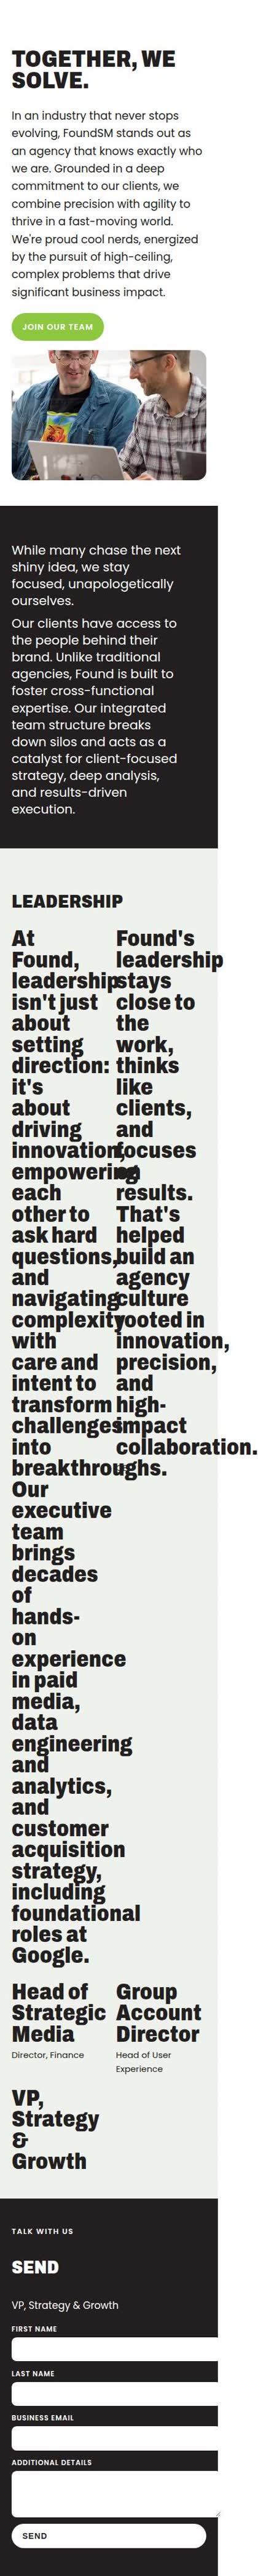 TOGETHER, WE
SOLVE.
In an industry that never stops
evolving, FoundSM stands out as
an agency that knows exactly who
we are. Grounded in a deep
commitment to our clients, we
combine precision with agility to
thrive in a fast-moving world.
We're proud cool nerds, energized
by the pursuit of high-ceiling,
complex problems that drive
significant business impact.
JOIN OUR TEAM
While many chase the next
shiny idea, we stay
focused, unapologetically
ourselves.
Our clients have access to
the people behind their
brand. Unlike traditional
agencies, Found is built to
foster cross-functional
expertise. Our integrated
team structure breaks
down silos and acts as a
catalyst for client-focused
strategy, deep analysis,
and results-driven
execution.
LEADERSHIP
At
Found,
leadership
isn't just
about
setting
direction:
it's
about
driving
innovation,
empowering
each
other to
ask hard
questions,
and
navigating
complexity
with
care and
intent to
transform
challenges
into
breakthroughs.
Our
executive
team
brings
decades
of
hands-
on
experience
in paid
media,
data
engineering
and
analytics,
and
customer
acquisition
strategy,
including
foundational
roles at
Google.
Found's
leadership
stays
close to
the
work,
thinks
like
clients,
and
focuses
on
results.
That's
helped
build an
agency
culture
rooted in
innovation,
precision,
and
high-
impact
collaboration.
Head of
Strategic
Media
Director, Finance
Group
Account
Director
Head of User
Experience
VP,
Strategy
&
Growth
TALK WITH US
SEND
VP, Strategy & Growth
FIRST NAME
LAST NAME
BUSINESS EMAIL
ADDITIONAL DETAILS
SEND